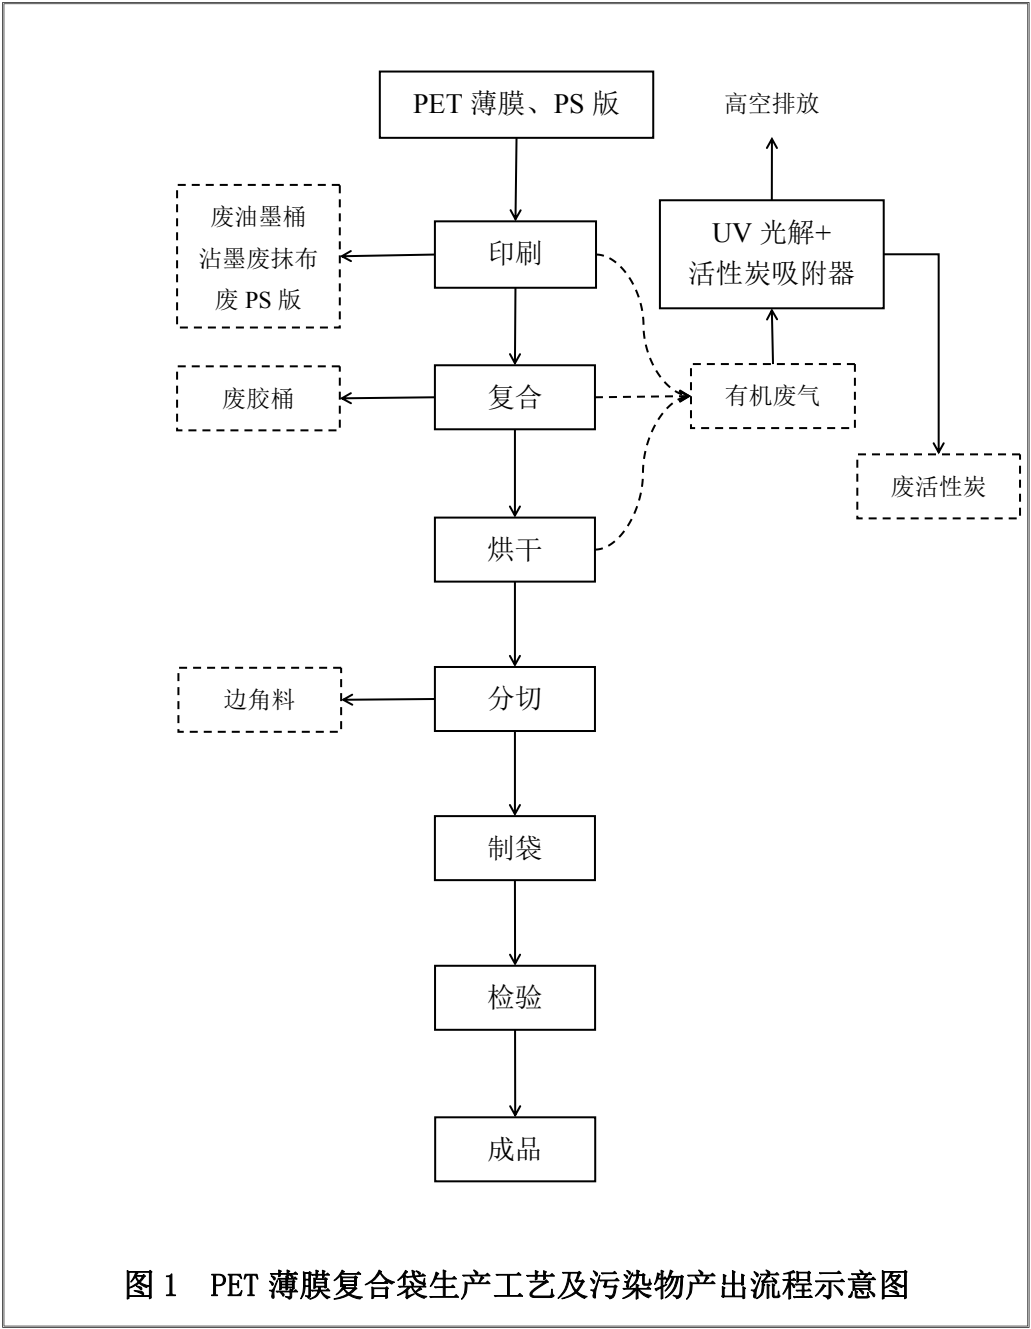 PET 薄膜、PS 版
高空排放
废油墨桶
沾墨废抹布
废 PS 版
印刷
UV 光解+
活性炭吸附器
废胶桶
复合
有机废气
废活性炭
烘干
边角料
分切
制袋
检验
成品
图 1 PET 薄膜复合袋生产工艺及污染物产出流程示意图